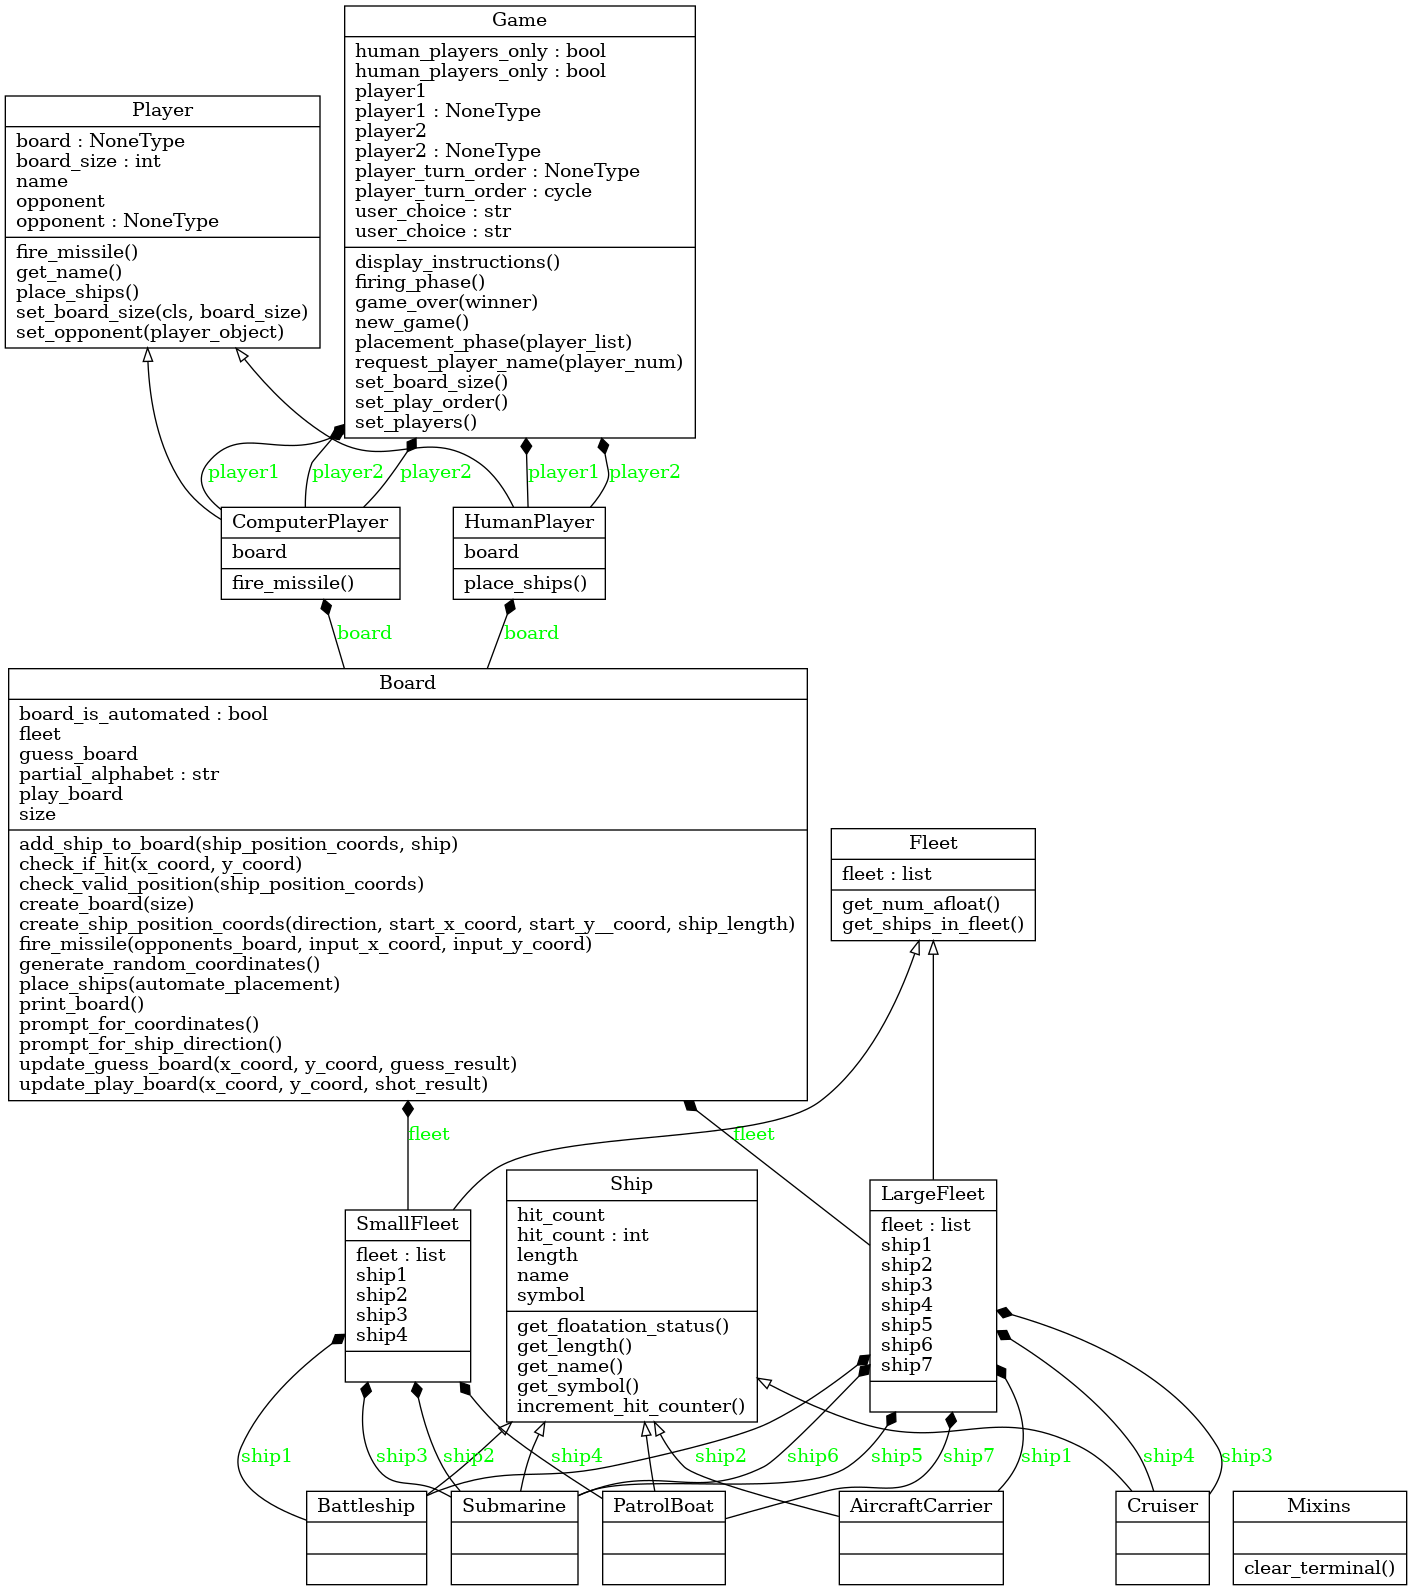 Game
human_players_only : bool
human_players_only : bool
player1
player1 : NoneType
player2
player2 : NoneType
player_turn_order : NoneType
player_turn_order : cycle
user_choice : str
user_choice : str
display_instructions()
firing_phase()
game_over(winner)
new_game()
placement_phase(player_list)
request_player_name(player_num)
set_board_size()
set_play_order()
set_players()
Player
board : NoneType
board_size : int
name
opponent
opponent : NoneType
fire_missile()
get_name()
place_ships()
set_board_size(cls, board_size)
set_opponent(player_object)
player1
player2
player2
player1
player2
ComputerPlayer
board
fire_missile()
HumanPlayer
board
place_ships()
board
board
Board
board_is_automated : bool
fleet
guess_board
partial_alphabet : str
play_board
size
add_ship_to_board(ship_position_coords, ship)
check_if_hit(x_coord, y_coord)
check_valid_position(ship_position_coords)
create_board(size)
create_ship_position_coords(direction, start_x_coord, start_y__coord, ship_length)
fire_missile(opponents_board, input_x_coord, input_y_coord)
generate_random_coordinates()
place_ships(automate_placement)
print_board()
prompt_for_coordinates()
prompt_for_ship_direction()
update_guess_board(x_coord, y_coord, guess_result)
update_play_board(x_coord, y_coord, shot_result)
Fleet
fleet : list
get_num_afloat()
get_ships_in_fleet()
fleet
fleet
SmallFleet
fleet : list
ship1
ship2
ship3
ship4
Ship
hit_count
hit_count : int
length
name
symbol
get_floatation_status()
get_length()
get_name()
get_symbol()
increment_hit_counter()
LargeFleet
fleet : list
ship1
ship2
ship3
ship4
ship5
ship6
ship7
ship1
ship3
ship2
ship4
ship2
ship6
ship5
ship7
ship1
ship4
ship3
Battleship
Submarine
PatrolBoat
AircraftCarrier
Cruiser
Mixins
clear_terminal()